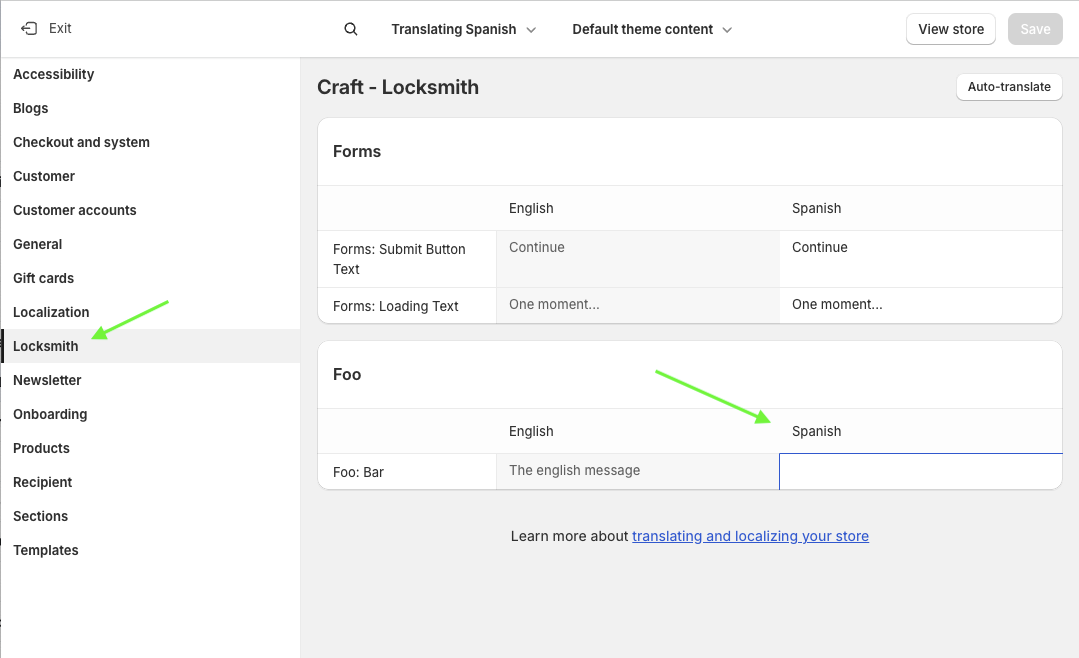 Exit
Translating Spanish
Default theme content
View store
Save
Accessibility
Blogs
Checkout and system
Customer
Customer accounts
General
Gift cards
Localization
Locksmith
Newsletter
Onboarding
Products
Recipient
Sections
Templates
Craft - Locksmith
Auto-translate
Forms
English
Spanish
Forms: Submit Button
Text
Continue
Continue
Forms: Loading Text
One moment...
One moment...
Foo
English
Spanish
Foo: Bar
The english message
Learn more about translating and localizing your store